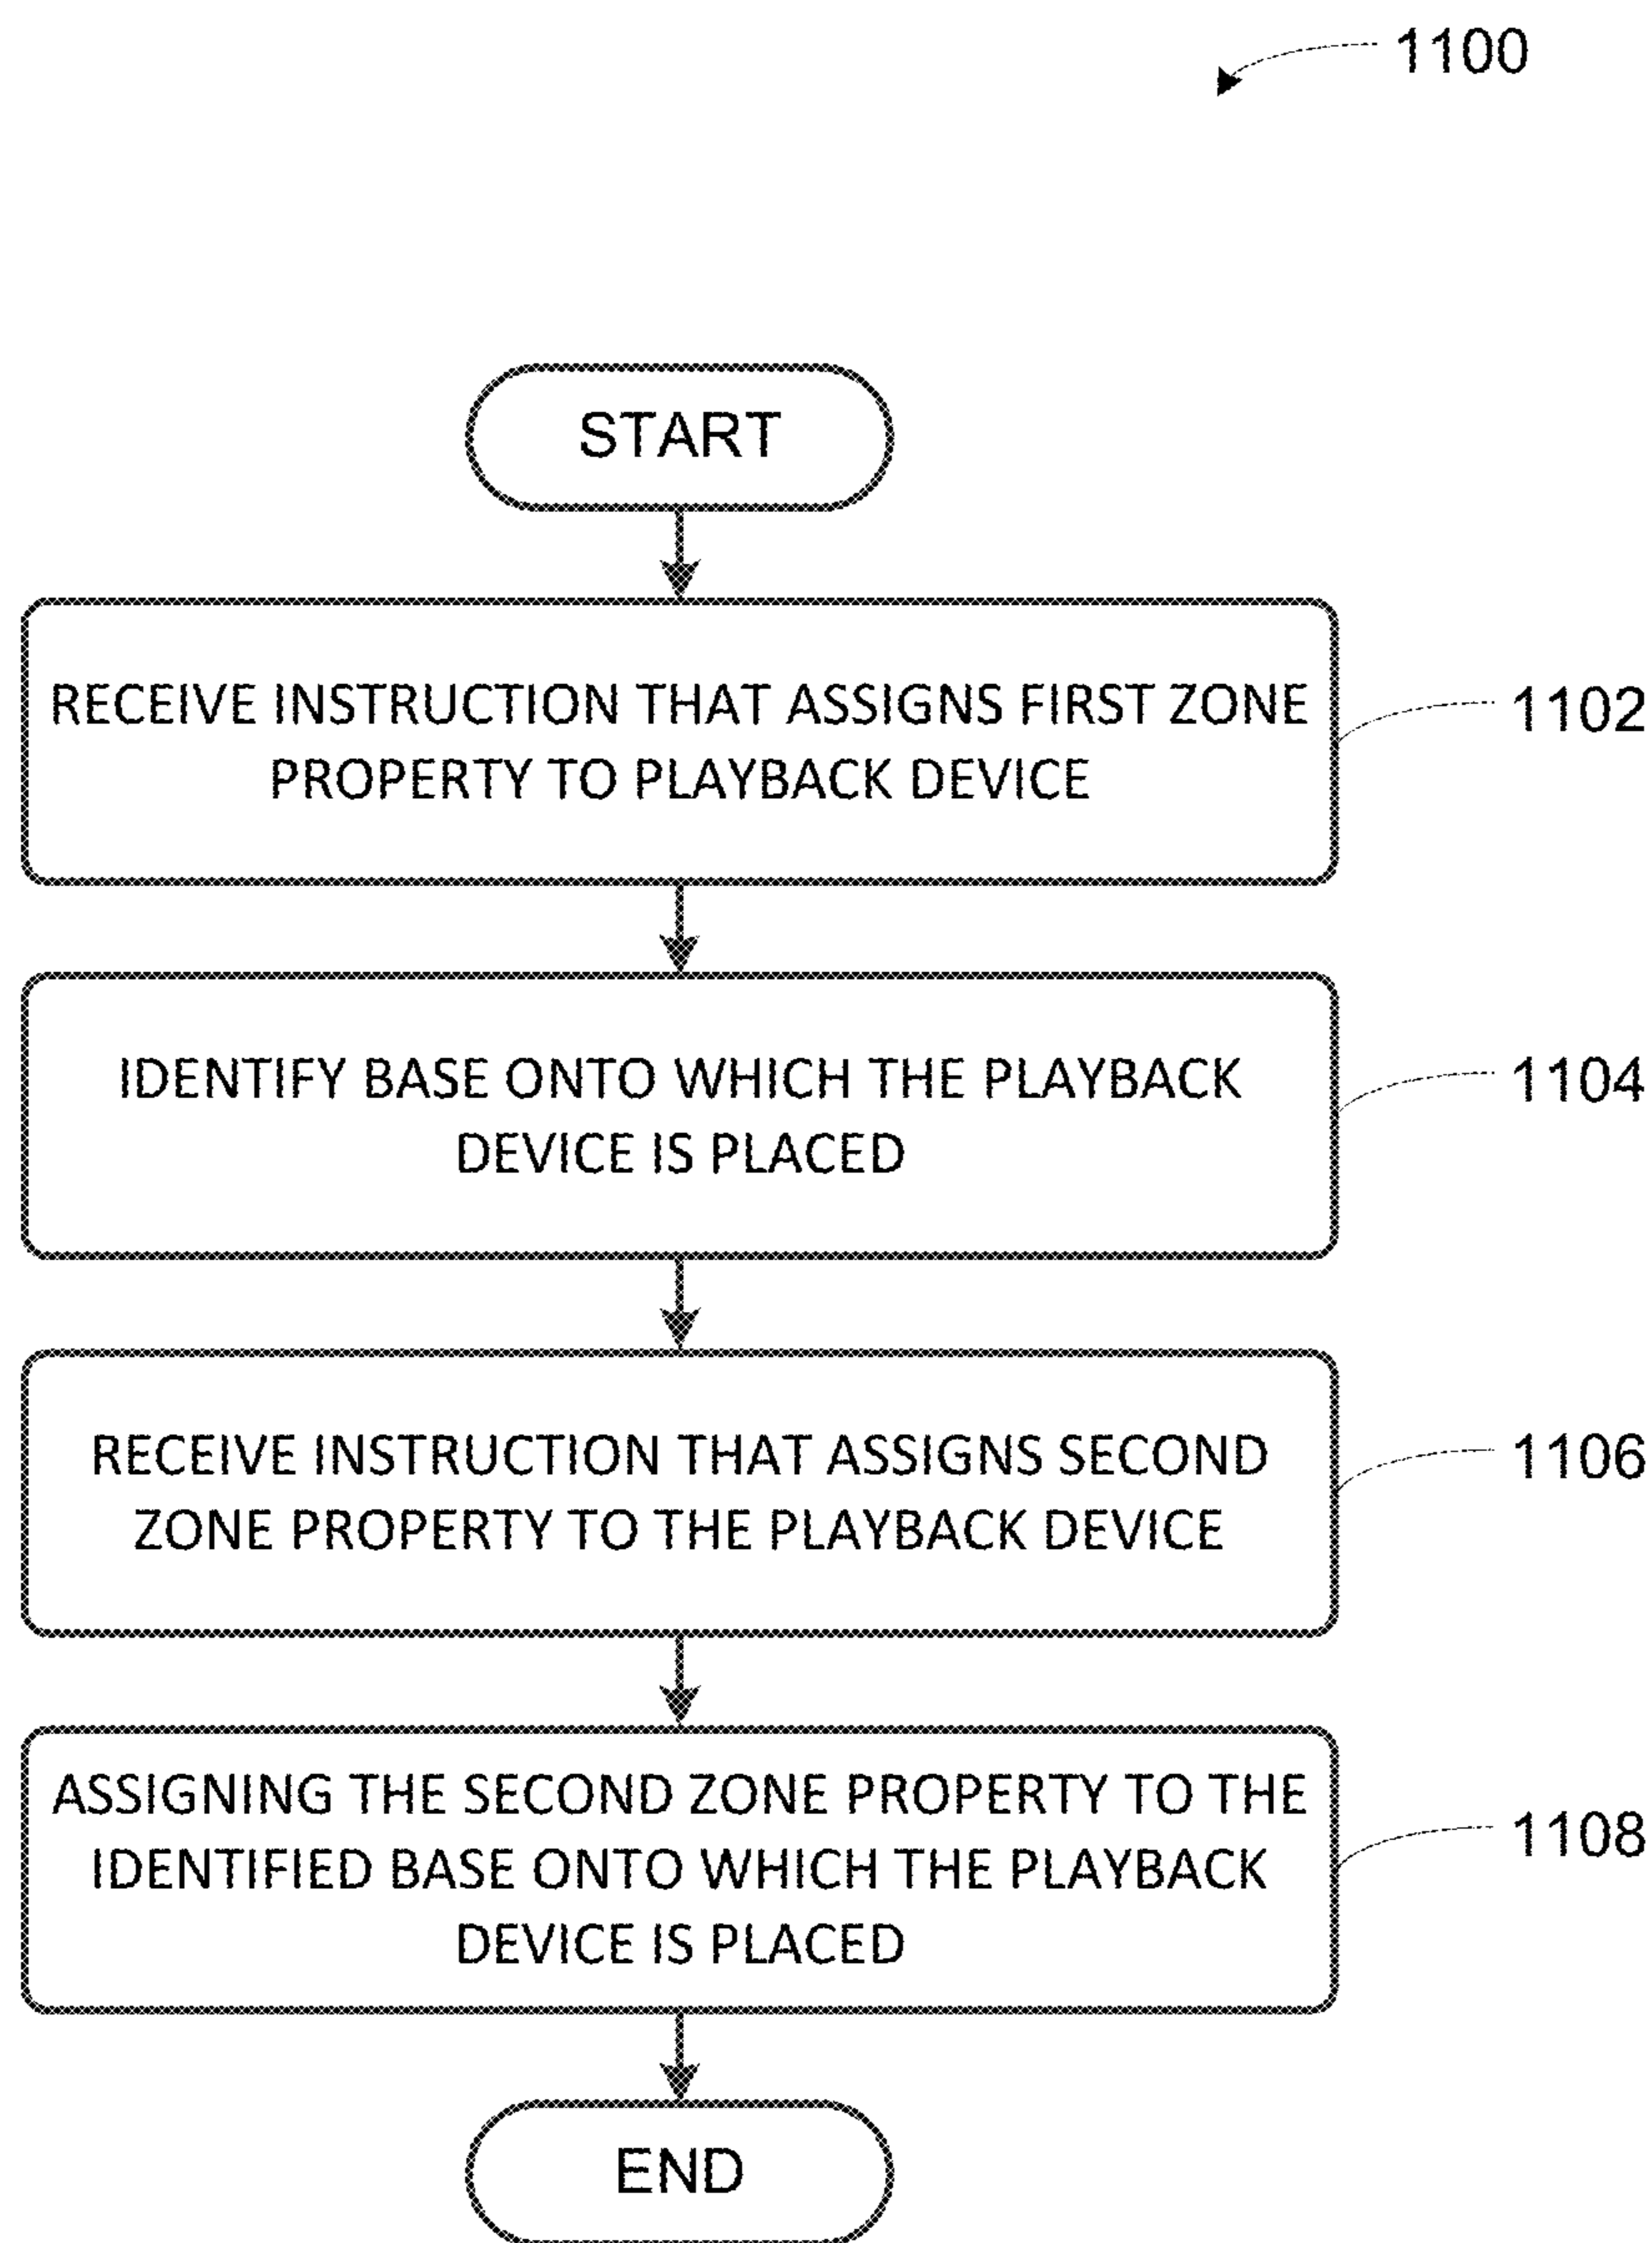 1100
START
RECEIVE INSTRUCTION THAT ASSIGNS FIRST ZONE
PROPERTY TO PLAYBACK DEVICE
1102
IDENTIFY BASE ONTO WHICH THE PLAYBACK
DEVICE IS PLACED
1104
RECEIVE INSTRUCTION THAT ASSIGNS SECOND
ZONE PROPERTY TO THE PLAYBACK DEVICE
1106
ASSIGNING THE SECOND ZONE PROPERTY TO THE
IDENTIFIED BASE ONTO WHICH THE PLAYBACK
DEVICE IS PLACED
1108
END